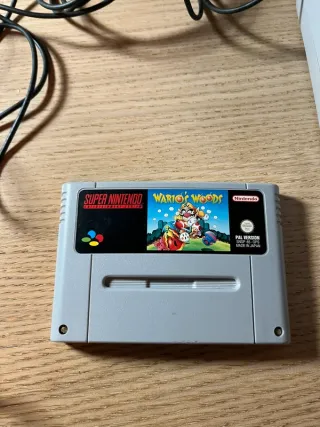 SUPER NINTENDO
ENTERTAINMENT SYSTEM
WARIO'S WOODS
Nintendo
PAL VERSION
MADE IN JAPAN